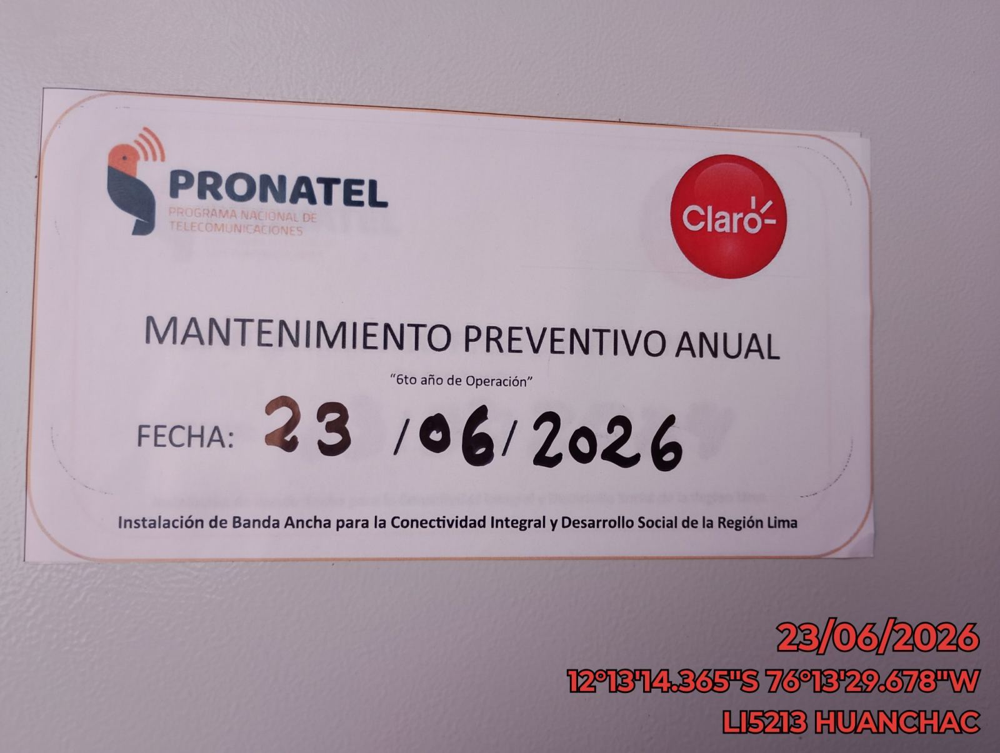 PRONATEL
PROGRAMA NACIONAL DE
TELECOMUNICACIONES
Claro
MANTENIMIENTO PREVENTIVO ANUAL
“6to año de Operación”
FECHA: 23 /06/2026
Instalación de Banda Ancha para la Conectividad Integral y Desarrollo Social de la Región Lima
23/06/2026
12°13'14.365"S 76°13'29.678"W
LI5213 HUANCHAC